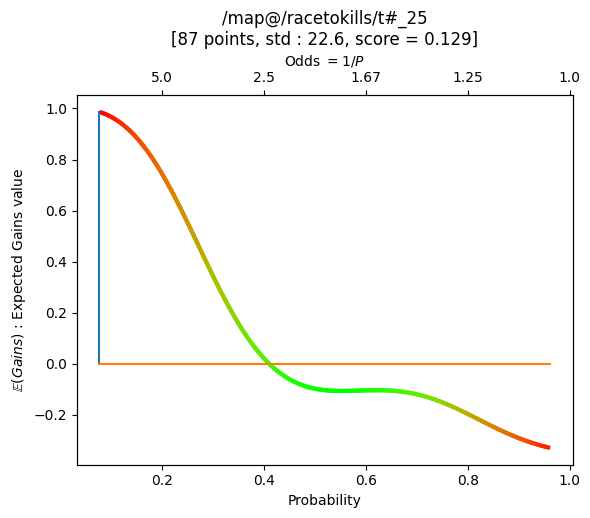 /map@/racetokills/t#_25
[87 points, std : 22.6, score = 0.129]
Odds = 1/P
5.0 2.5 1.67 1.25 1.0
1.0
0.8
0.6
0.4
0.2
0.0
−0.2
𝔼(Gains) : Expected Gains value
0.2 0.4 0.6 0.8 1.0
Probability